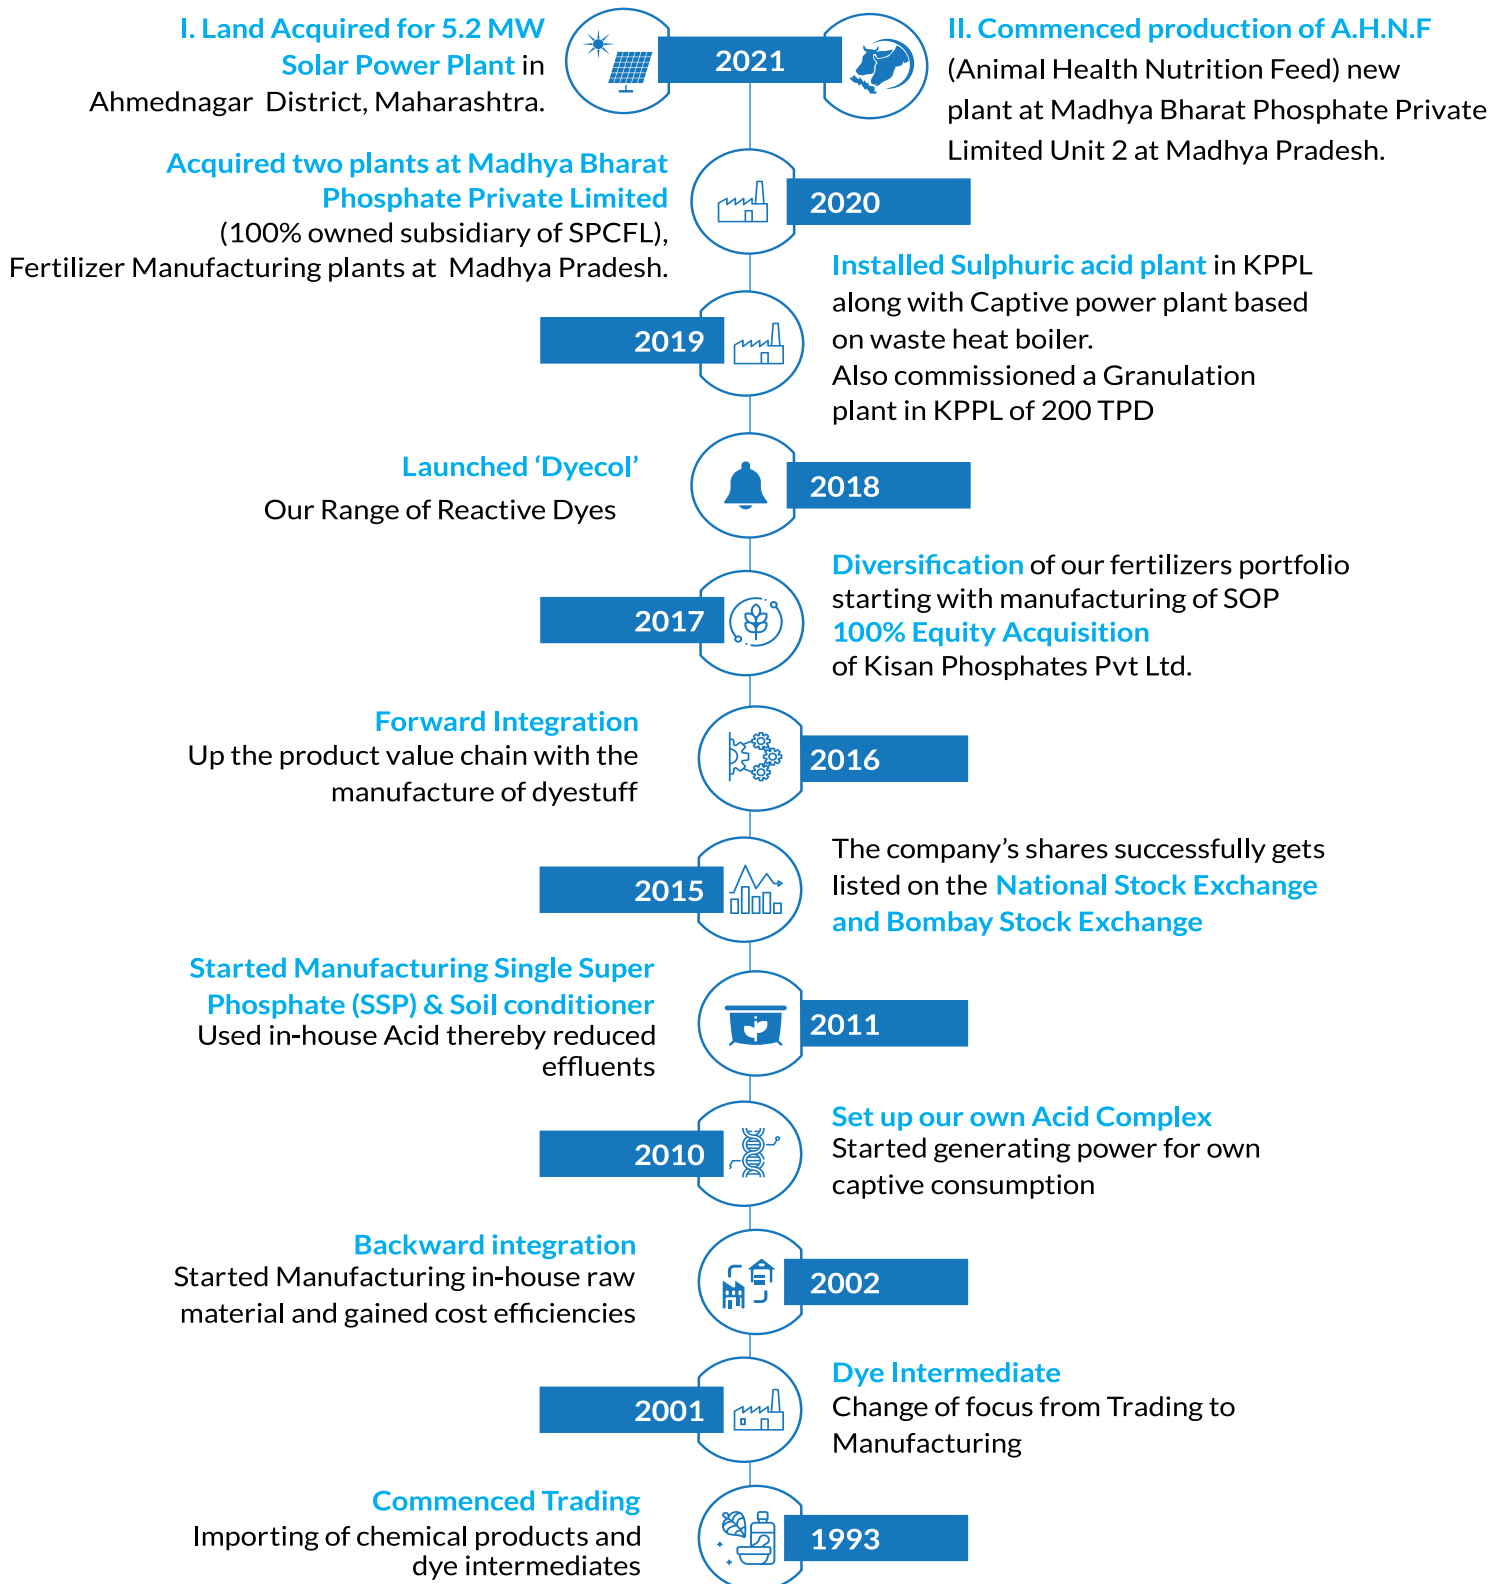 I. Land Acquired for 5.2 MW
Solar Power Plant in
Ahmednagar District, Maharashtra.
2021
II. Commenced production of A.H.N.F
(Animal Health Nutrition Feed) new
plant at Madhya Bharat Phosphate Private
Limited Unit 2 at Madhya Pradesh.
Acquired two plants at Madhya Bharat
Phosphate Private Limited
(100% owned subsidiary of SPCFL),
Fertilizer Manufacturing plants at Madhya Pradesh.
2020
2019
Installed Sulphuric acid plant in KPPL
along with Captive power plant based
on waste heat boiler.
Also commissioned a Granulation
plant in KPPL of 200 TPD
Launched ‘Dyecol’
Our Range of Reactive Dyes
2018
2017
Diversification of our fertilizers portfolio
starting with manufacturing of SOP
100% Equity Acquisition
of Kisan Phosphates Pvt Ltd.
Forward Integration
Up the product value chain with the
manufacture of dyestuff
2016
2015
The company’s shares successfully gets
listed on the National Stock Exchange
and Bombay Stock Exchange
Started Manufacturing Single Super
Phosphate (SSP) & Soil conditioner
Used in-house Acid thereby reduced
effluents
2011
2010
Set up our own Acid Complex
Started generating power for own
captive consumption
Backward integration
Started Manufacturing in-house raw
material and gained cost efficiencies
2002
2001
Dye Intermediate
Change of focus from Trading to
Manufacturing
Commenced Trading
Importing of chemical products and
dye intermediates
1993